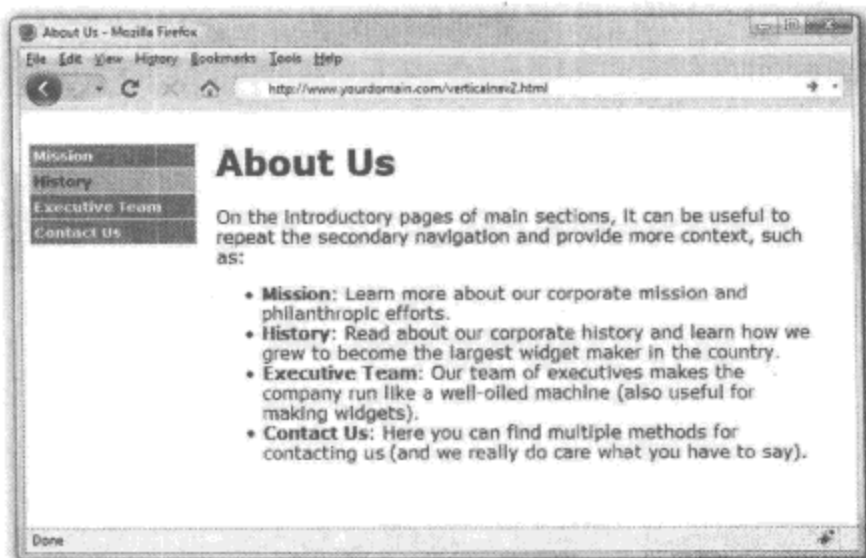 About Us - Mozilla Firefox
File Edit View History Bookmarks Tools Help
http://www.yourdomain.com/verticalnav2.html
Mission
History
Executive Team
Contact Us
About Us
On the introductory pages of main sections, it can be useful to
repeat the secondary navigation and provide more context, such
as:
• Mission: Learn more about our corporate mission and
philanthropic efforts.
• History: Read about our corporate history and learn how we
grew to become the largest widget maker in the country.
• Executive Team: Our team of executives makes the
company run like a well-oiled machine (also useful for
making widgets).
• Contact Us: Here you can find multiple methods for
contacting us (and we really do care what you have to say).
Done